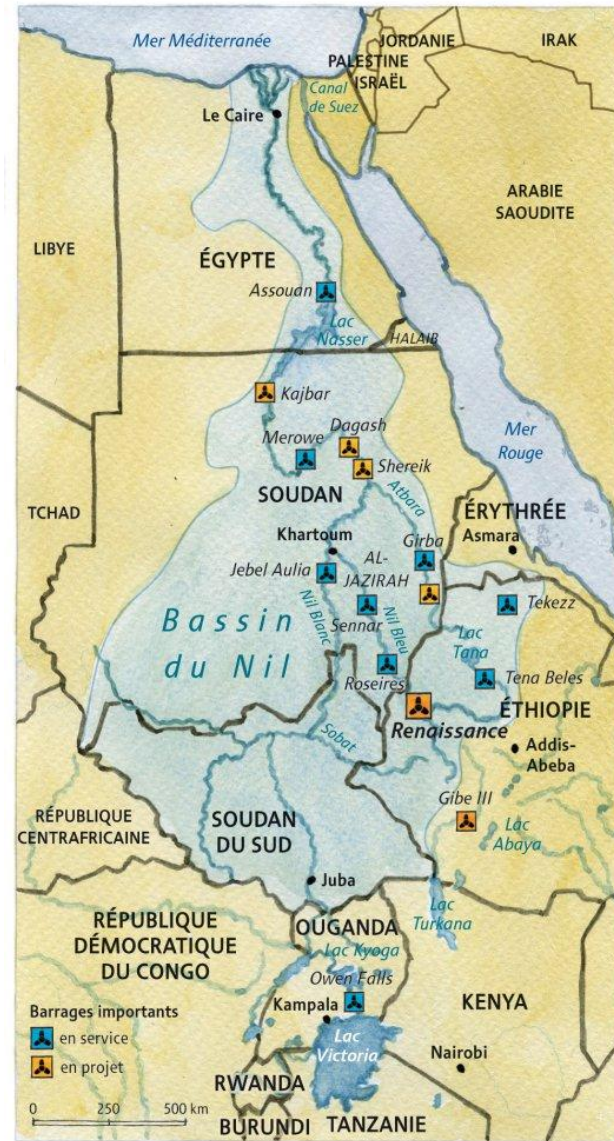 Mer Méditerranée
JORDANIE
IRAK
PALESTINE
ISRAËL
Canal
de Suez
Le Caire
ARABIE
SAOUDITE
LIBYE
ÉGYPTE
Assouan
Lac
Nasser
HALAIB
Kajbar
Dagash
Merowe
Shereik
Mer
Rouge
SOUDAN
Atbara
TCHAD
ÉRYTHRÉE
Khartoum
Girba
Asmara
AL-
JAZIRAH
Jebel Aulia
Tekezz
Bassin
du Nil
Nil Blanc
Sennar
Nil Bleu
Lac
Tana
Roseires
Tena Beles
ÉTHIOPIE
Renaissance
Sobat
Addis-
Abeba
Gibe III
RÉPUBLIQUE
CENTRAFRICAINE
SOUDAN
DU SUD
Lac
Abaya
Juba
Lac
Turkana
RÉPUBLIQUE
DÉMOCRATIQUE
DU CONGO
OUGANDA
Lac Kyoga
Owen Falls
Kampala
KENYA
Lac
Victoria
Nairobi
Barrages importants
en service
en projet
RWANDA
0 250 500 km
BURUNDI
TANZANIE